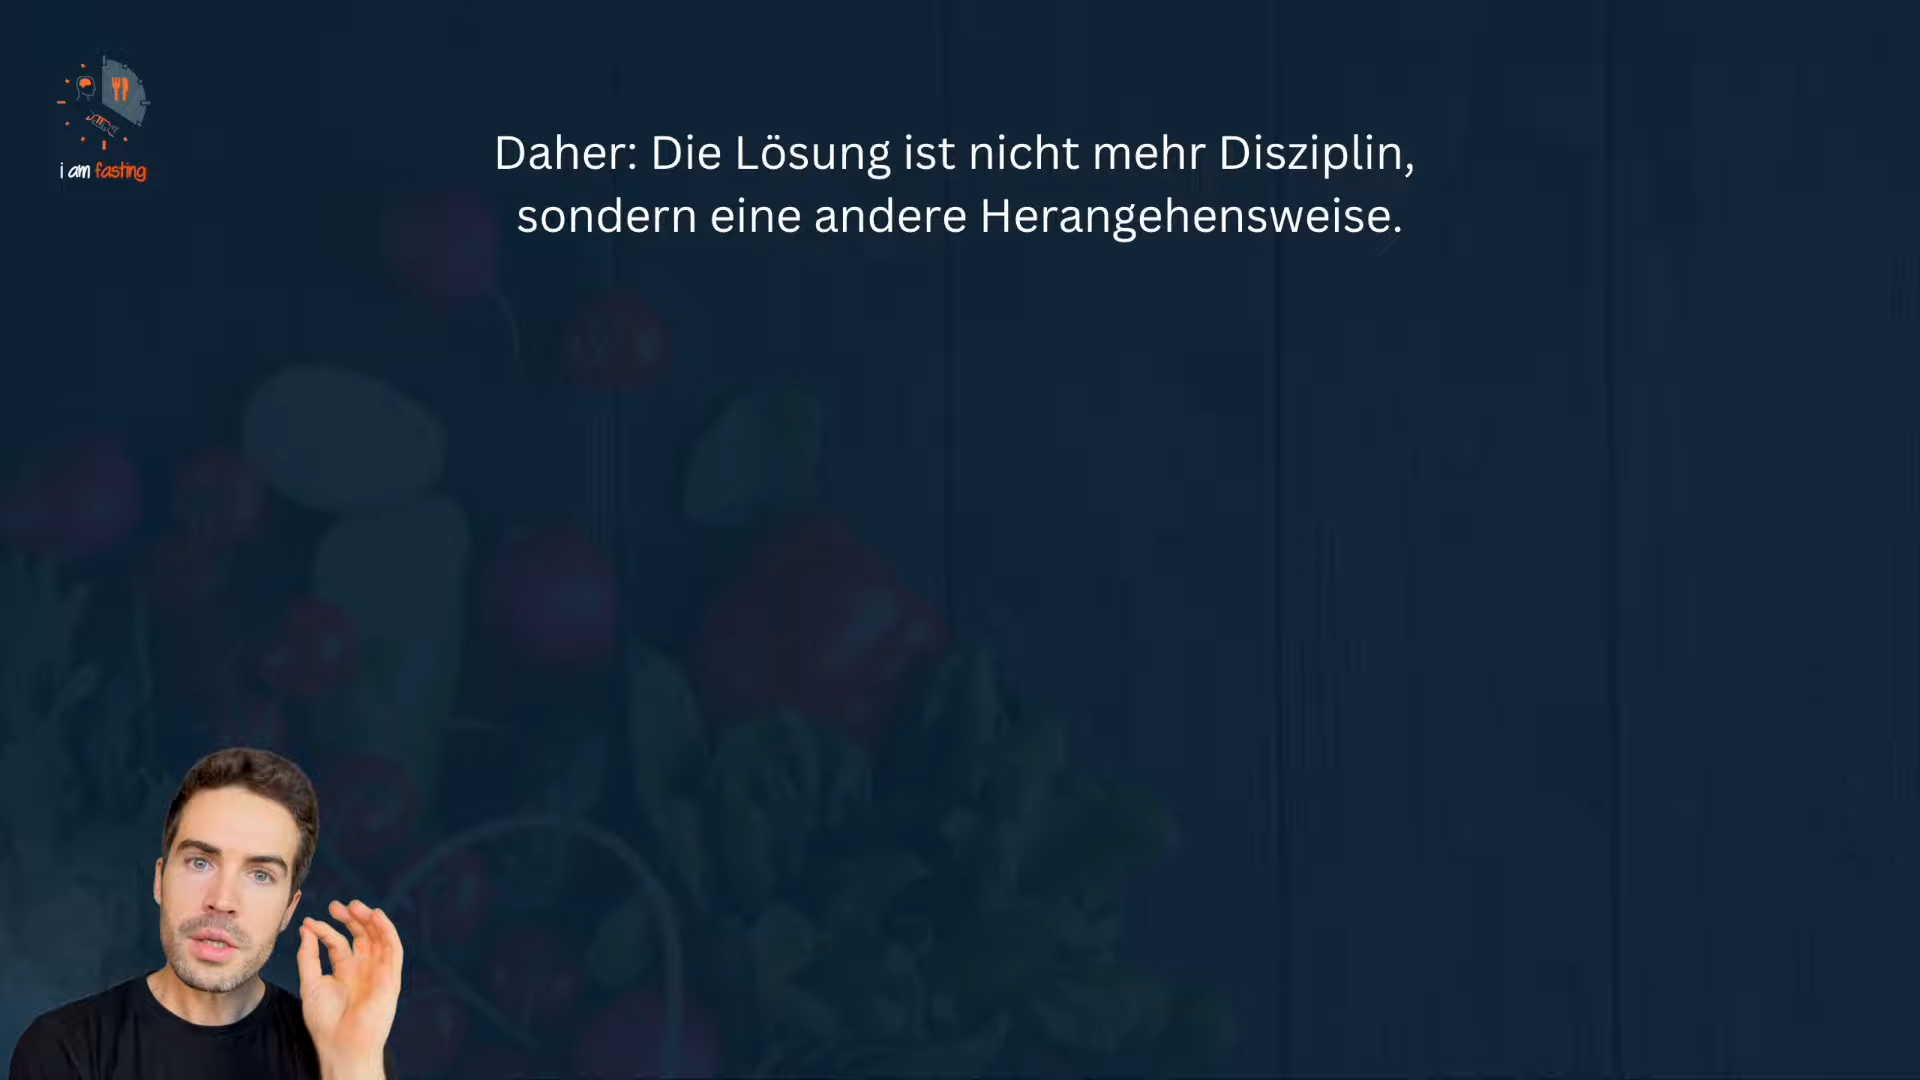 i am fasting
Daher: Die Lösung ist nicht mehr Disziplin,
sondern eine andere Herangehensweise.